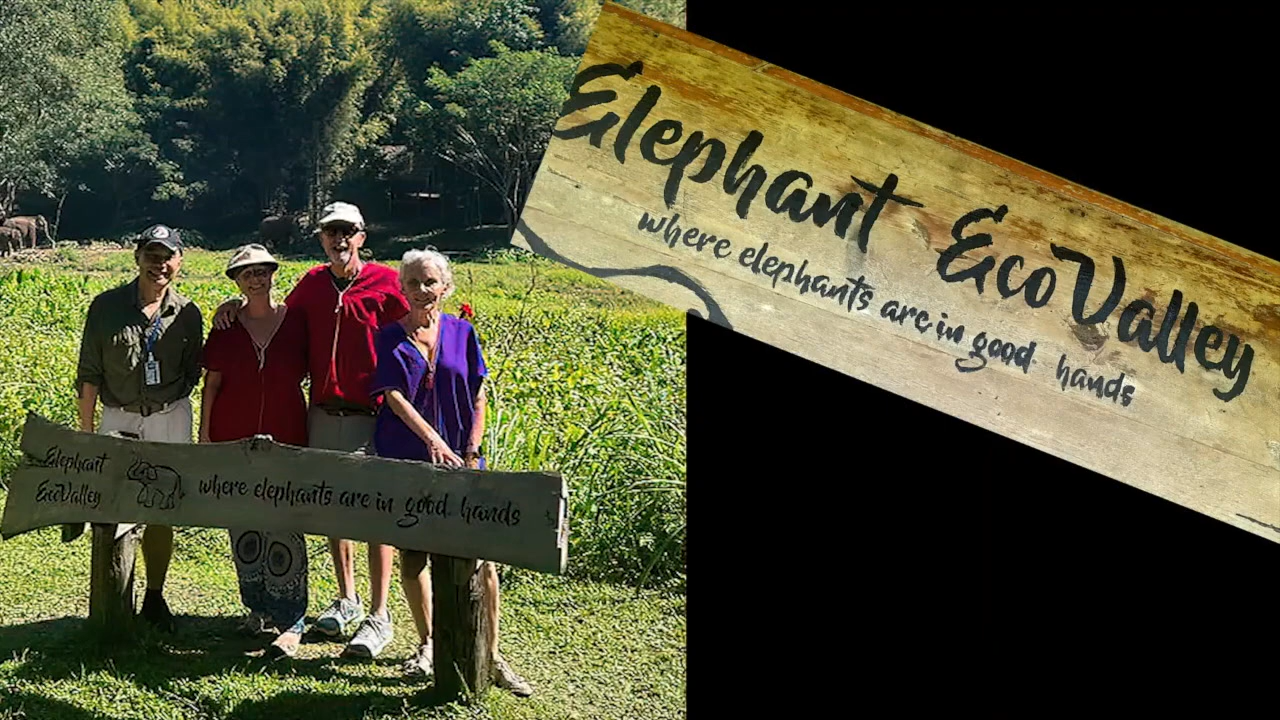 Elephant EcoValley
where elephants are in good hands
Elephant
EcoValley
where elephants are in good hands